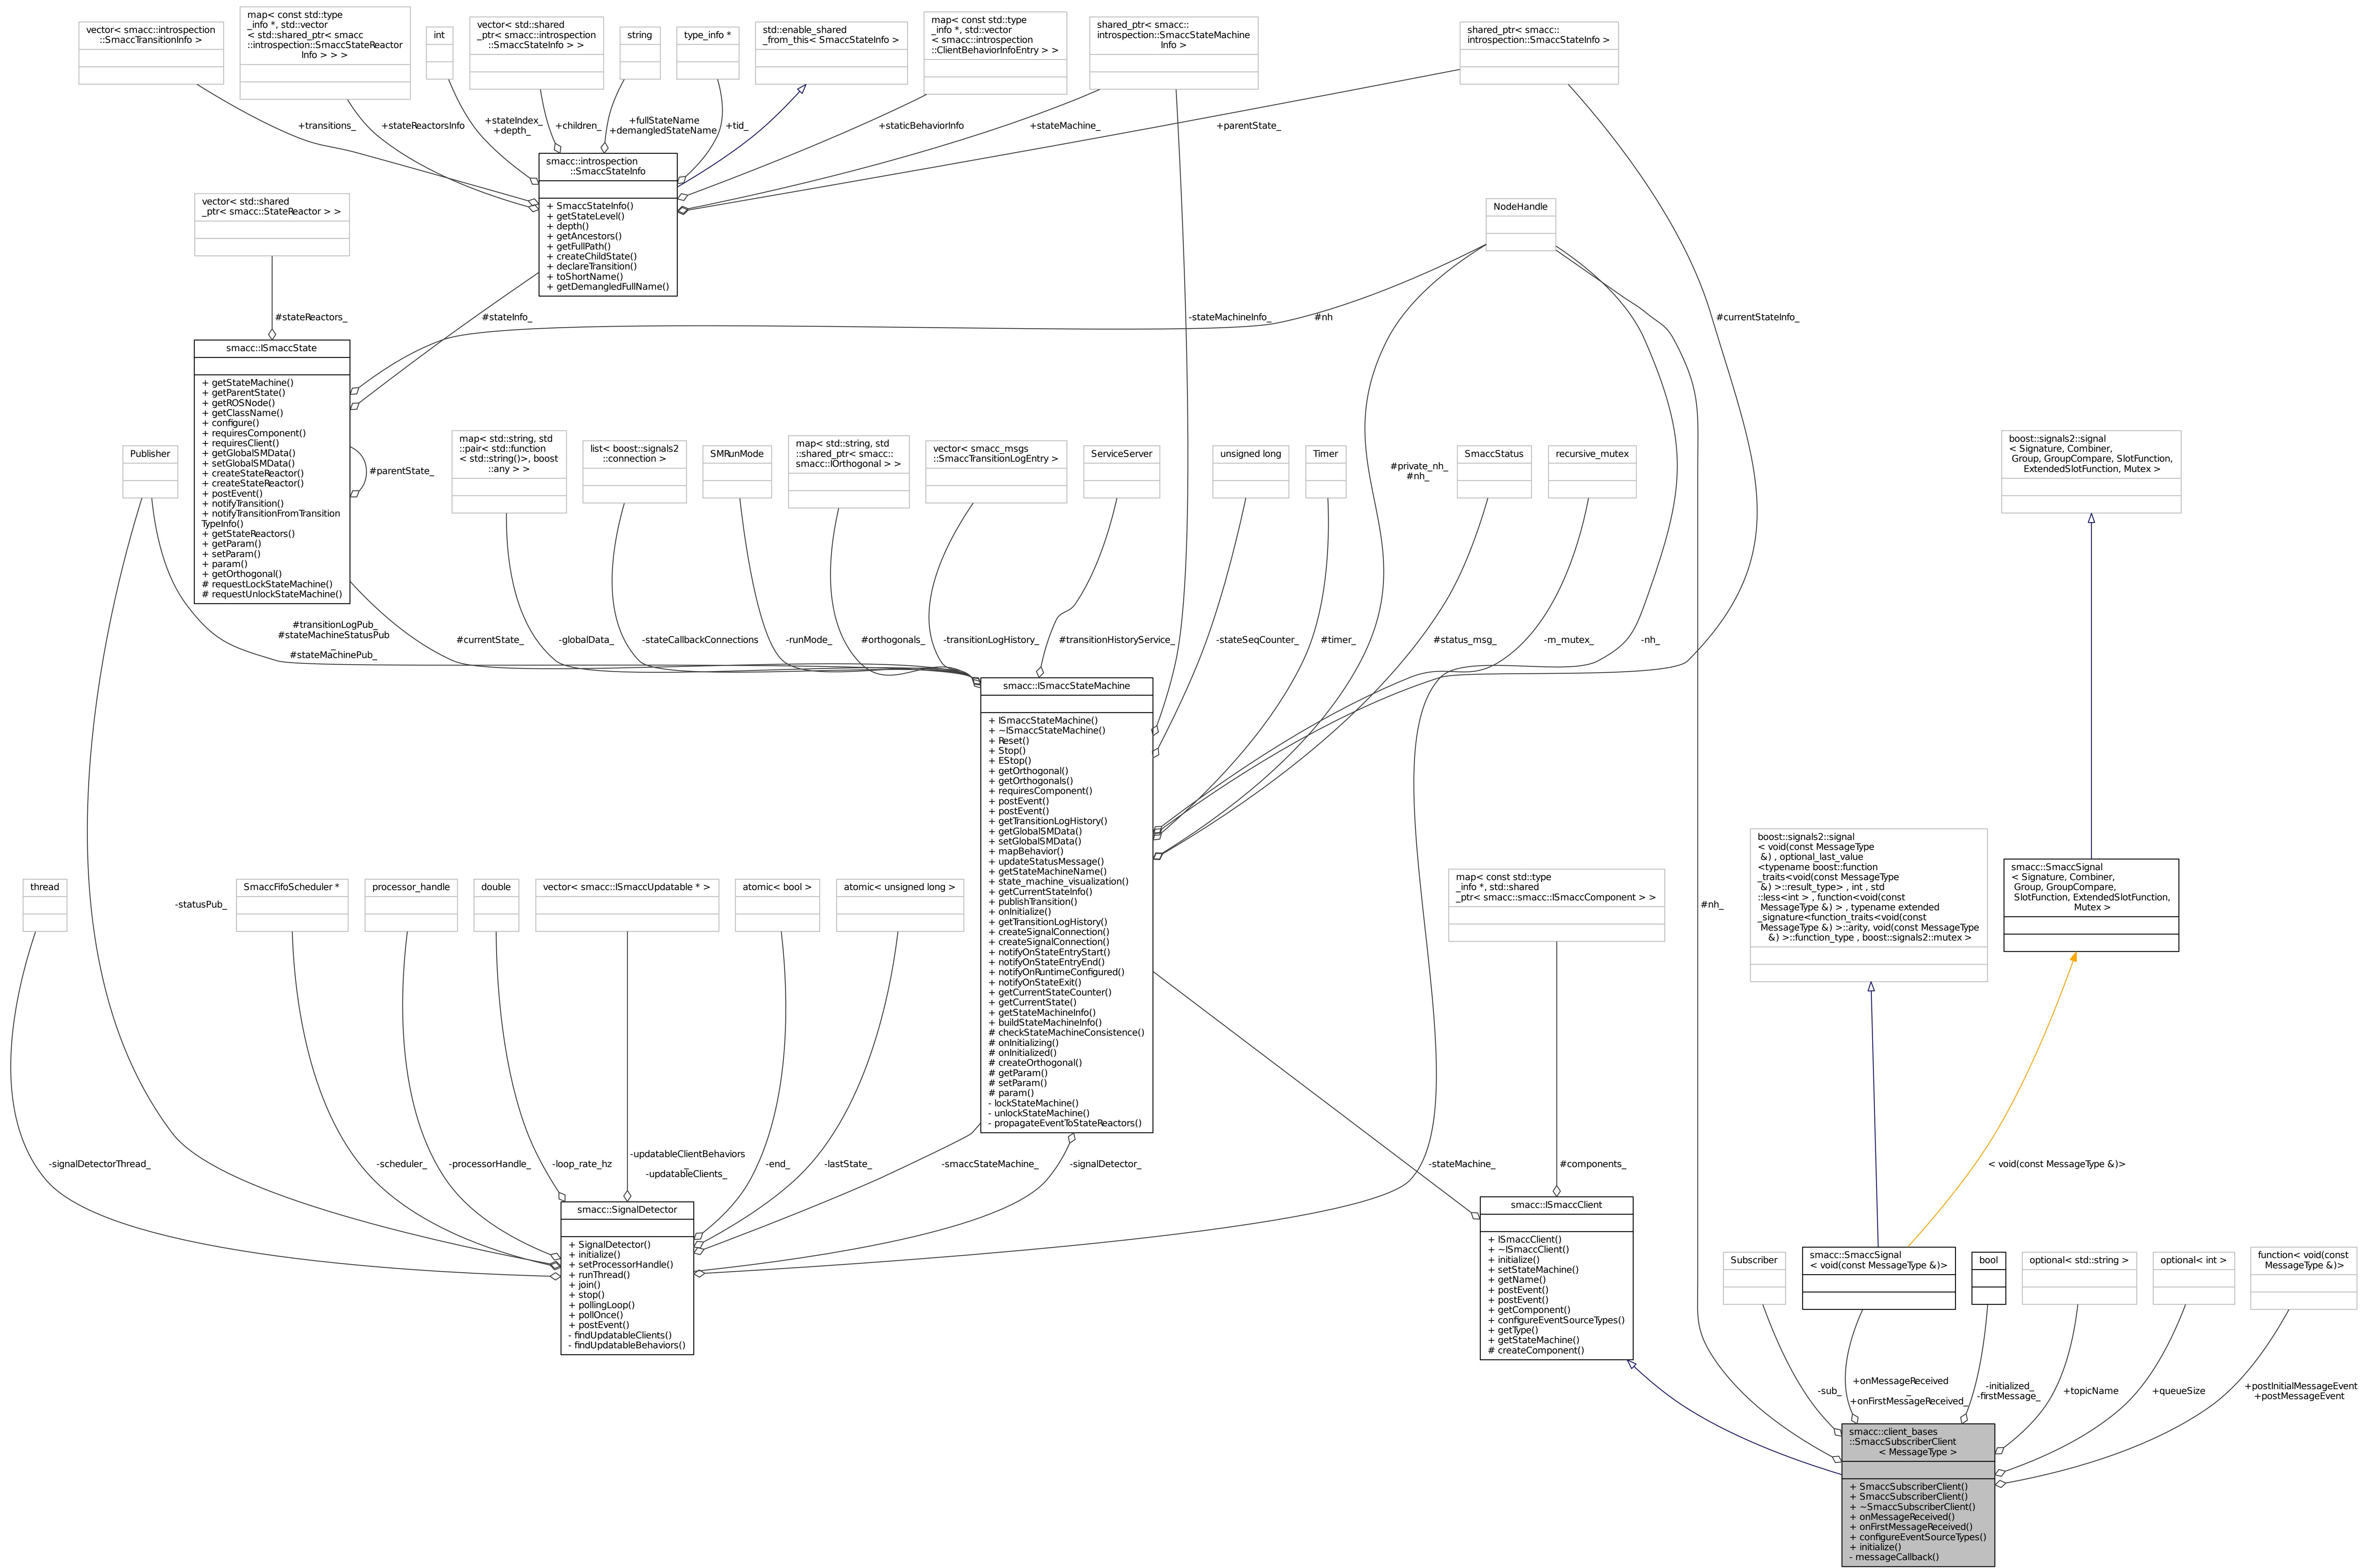 vector< smacc::introspection
::SmaccTransitionInfo >
map< const std::type
_info *, std::vector
< std::shared_ptr< smacc
::introspection::SmaccStateReactor
Info > > >
int
vector< std::shared
_ptr< smacc::introspection
::SmaccStateInfo > >
string
type_info *
std::enable_shared
_from_this< SmaccStateInfo >
map< const std::type
_info *, std::vector
< smacc::introspection
::ClientBehaviorInfoEntry > >
shared_ptr< smacc::
introspection::SmaccStateMachine
Info >
shared_ptr< smacc::
introspection::SmaccStateInfo >
+transitions_
+stateReactorsInfo
+stateIndex_
+depth_
+children_
+fullStateName
+demangledStateName
+tid_
+staticBehaviorInfo
+stateMachine_
+parentState_
smacc::introspection
::SmaccStateInfo
+ SmaccStateInfo()
+ getStateLevel()
+ depth()
+ getAncestors()
+ getFullPath()
+ createChildState()
+ declareTransition()
+ toShortName()
+ getDemangledFullName()
vector< std::shared
_ptr< smacc::StateReactor > >
NodeHandle
#stateReactors_
#stateInfo_
#nh
-stateMachineInfo_
#currentStateInfo_
smacc::ISmaccState
+ getStateMachine()
+ getParentState()
+ getROSNode()
+ getClassName()
+ configure()
+ requiresComponent()
+ requiresClient()
+ getGlobalSMData()
+ setGlobalSMData()
+ createStateReactor()
+ createStateReactor()
+ postEvent()
+ notifyTransition()
+ notifyTransitionFromTransition
TypeInfo()
+ getStateReactors()
+ getParam()
+ setParam()
+ param()
+ getOrthogonal()
# requestLockStateMachine()
# requestUnlockStateMachine()
#parentState_
Publisher
map< std::string, std
::pair< std::function
< std::string()>, boost
::any > >
list< boost::signals2
::connection >
SMRunMode
map< std::string, std
::shared_ptr< smacc::
smacc::IOrthogonal > >
vector< smacc_msgs
::SmaccTransitionLogEntry >
ServiceServer
unsigned long
Timer
#private_nh_
#nh_
SmaccStatus
recursive_mutex
boost::signals2::signal
< Signature, Combiner,
Group, GroupCompare, SlotFunction,
ExtendedSlotFunction, Mutex >
#transitionLogPub_
#stateMachineStatusPub
_
#stateMachinePub_
#currentState_
-globalData_
-stateCallbackConnections
-runMode_
#orthogonals_
-transitionLogHistory_
#transitionHistoryService_
-stateSeqCounter_
#timer_
#status_msg_
-m_mutex_
-nh_
smacc::ISmaccStateMachine
+ ISmaccStateMachine()
+ ~ISmaccStateMachine()
+ Reset()
+ Stop()
+ EStop()
+ getOrthogonal()
+ getOrthogonals()
+ requiresComponent()
+ postEvent()
+ postEvent()
+ getTransitionLogHistory()
+ getGlobalSMData()
+ setGlobalSMData()
+ mapBehavior()
+ updateStatusMessage()
+ getStateMachineName()
+ state_machine_visualization()
+ getCurrentStateInfo()
+ publishTransition()
+ onInitialize()
+ getTransitionLogHistory()
+ createSignalConnection()
+ createSignalConnection()
+ notifyOnStateEntryStart()
+ notifyOnStateEntryEnd()
+ notifyOnRuntimeConfigured()
+ notifyOnStateExit()
+ getCurrentStateCounter()
+ getCurrentState()
+ getStateMachineInfo()
+ buildStateMachineInfo()
# checkStateMachineConsistence()
# onInitializing()
# onInitialized()
# createOrthogonal()
# getParam()
# setParam()
# param()
- lockStateMachine()
- unlockStateMachine()
- propagateEventToStateReactors()
boost::signals2::signal
< void(const MessageType
&) , optional_last_value
<typename boost::function
_traits<void(const MessageType
&) >::result_type> , int , std
::less<int > , function<void(const
MessageType &) > , typename extended
_signature<function_traits<void(const
MessageType &) >::arity, void(const MessageType
&) >::function_type , boost::signals2::mutex >
smacc::SmaccSignal
< Signature, Combiner,
Group, GroupCompare,
SlotFunction, ExtendedSlotFunction,
Mutex >
thread
-statusPub_
SmaccFifoScheduler *
processor_handle
double
vector< smacc::ISmaccUpdatable * >
atomic< bool >
atomic< unsigned long >
map< const std::type
_info *, std::shared
_ptr< smacc::smacc::ISmaccComponent > >
#nh_
-signalDetectorThread_
-scheduler_
-processorHandle_
-loop_rate_hz
-updatableClientBehaviors
_
-updatableClients_
-end_
-lastState_
-smaccStateMachine_
-signalDetector_
-stateMachine_
#components_
< void(const MessageType &)>
smacc::SignalDetector
+ SignalDetector()
+ initialize()
+ setProcessorHandle()
+ runThread()
+ join()
+ stop()
+ pollingLoop()
+ pollOnce()
+ postEvent()
- findUpdatableClients()
- findUpdatableBehaviors()
smacc::ISmaccClient
+ ISmaccClient()
+ ~ISmaccClient()
+ initialize()
+ setStateMachine()
+ getName()
+ postEvent()
+ postEvent()
+ getComponent()
+ configureEventSourceTypes()
+ getType()
+ getStateMachine()
# createComponent()
Subscriber
smacc::SmaccSignal
< void(const MessageType &)>
bool
optional< std::string >
optional< int >
function< void(const
MessageType &)>
-sub_
+onMessageReceived
_
+onFirstMessageReceived_
-initialized_
-firstMessage_
+topicName
+queueSize
+postInitialMessageEvent
+postMessageEvent
smacc::client_bases
::SmaccSubscriberClient
< MessageType >
+ SmaccSubscriberClient()
+ SmaccSubscriberClient()
+ ~SmaccSubscriberClient()
+ onMessageReceived()
+ onFirstMessageReceived()
+ configureEventSourceTypes()
+ initialize()
- messageCallback()